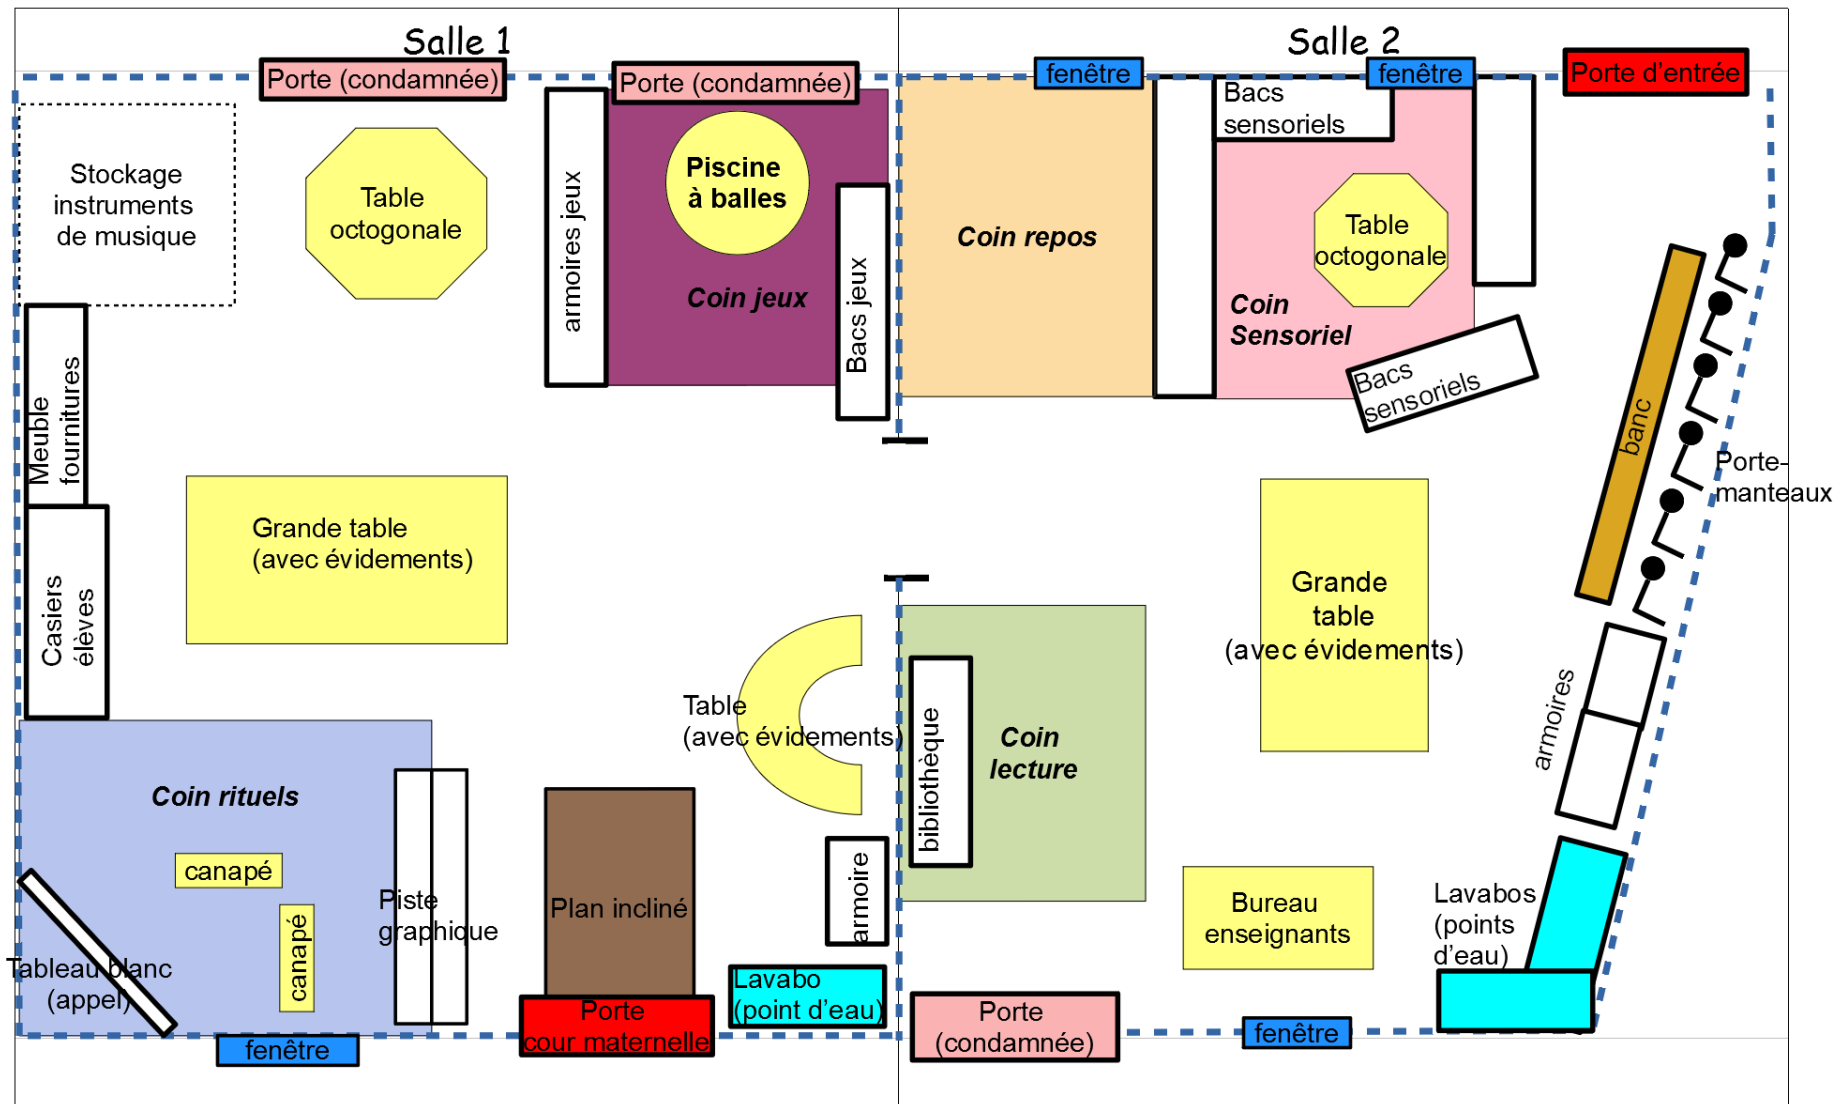 Salle 1
Salle 2
Porte (condamnée)
Porte (condamnée)
fenêtre
fenêtre
Porte d'entrée
Stockage
instruments
de musique
Table
octogonale
armoires jeux
Piscine
à balles
Coin jeux
Bacs jeux
Coin repos
Bacs
sensoriels
Table
octogonale
Coin
Sensoriel
Bacs
sensoriels
banc
Porte-
manteaux
Meuble
fournitures
Casiers
élèves
Grande table
(avec évidements)
Grande
table
(avec évidements)
Table
(avec évidements)
bibliothèque
Coin
lecture
armoires
Coin rituels
canapé
canapé
Piste
graphique
Tableau blanc
(appel)
Plan incliné
armoire
Lavabo
(point d'eau)
Porte
cour maternelle
fenêtre
Bureau
enseignants
Lavabos
(points
d'eau)
Porte
(condamnée)
fenêtre